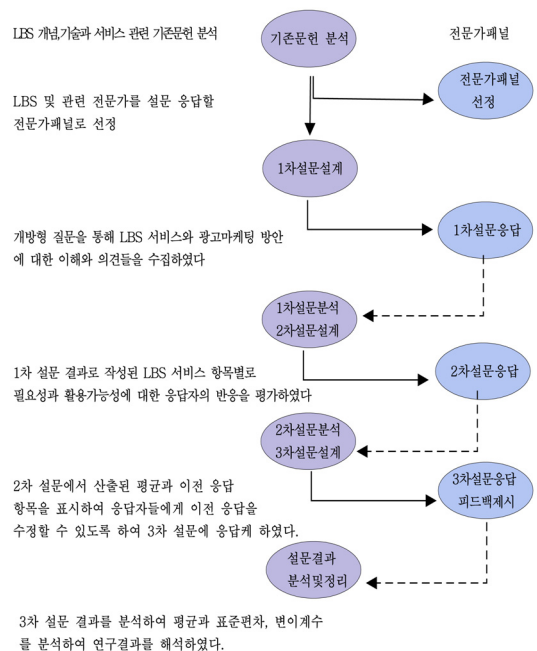 LBS 개념,기술과 서비스 관련 기존문헌 분석
기존문헌 분석
전문가패널
전문가패널
선정
LBS 및 관련 전문가를 설문 응답할
전문가패널로 선정
1차설문설계
1차설문응답
개방형 질문을 통해 LBS 서비스와 광고마케팅 방안
에 대한 이해와 의견들을 수집하였다
1차설문분석
2차설문설계
1차 설문 결과로 작성된 LBS 서비스 항목별로
필요성과 활용가능성에 대한 응답자의 반응을 평가하였다
2차설문응답
2차설문분석
3차설문설계
2차 설문에서 산출된 평균과 이전 응답
항목을 표시하여 응답자들에게 이전 응답을
수정할 수 있도록 하여 3차 설문에 응답케 하였다.
3차설문응답
피드백제시
설문결과
분석및정리
3차 설문 결과를 분석하여 평균과 표준편차, 변이계수
를 분석하여 연구결과를 해석하였다.